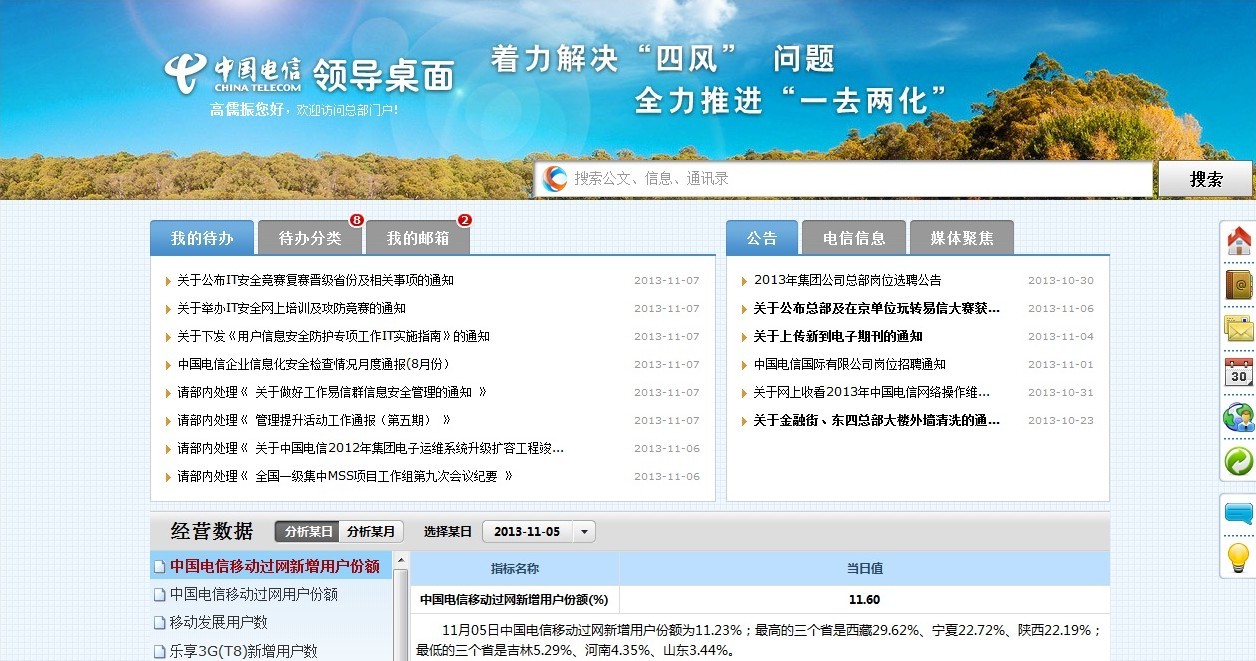 中国电信
CHINA TELECOM
领导桌面
高儒振您好，欢迎访问总部门户!
着力解决“四风” 问题
全力推进“一去两化”
搜索公文、信息、通讯录
搜索
我的待办
待办分类 8
我的邮箱 2
关于公布IT安全竞赛复赛晋级省份及相关事项的通知 2013-11-07
关于举办IT安全网上培训及攻防竞赛的通知 2013-11-07
关于下发《用户信息安全防护专项工作IT实施指南》的通知 2013-11-07
中国电信企业信息化安全检查情况月度通报(8月份） 2013-11-07
请部内处理《 关于做好工作易信群信息安全管理的通知 》 2013-11-07
请部内处理《 管理提升活动工作通报（第五期） 》 2013-11-07
请部内处理《 关于中国电信2012年集团电子运维系统升级扩容工程竣... 2013-11-06
请部内处理《 全国一级集中MSS项目工作组第九次会议纪要 》 2013-11-06
公告
电信信息
媒体聚焦
2013年集团公司总部岗位选聘公告 2013-10-30
关于公布总部及在京单位玩转易信大赛获... 2013-11-06
关于上传新到电子期刊的通知 2013-11-04
中国电信国际有限公司岗位招聘通知 2013-11-01
关于网上收看2013年中国电信网络操作维... 2013-10-31
关于金融街、东四总部大楼外墙清洗的通... 2013-10-23
@
30
经营数据
分析某日
分析某月
选择某日
2013-11-05
中国电信移动过网新增用户份额
中国电信移动过网用户份额
移动发展用户数
乐享3G(T8)新增用户数
指标名称 当日值
中国电信移动过网新增用户份额(%) 11.60
11月05日中国电信移动过网新增用户份额为11.23%；最高的三个省是西藏29.62%、宁夏22.72%、陕西22.19%；
最低的三个省是吉林5.29%、河南4.35%、山东3.44%。